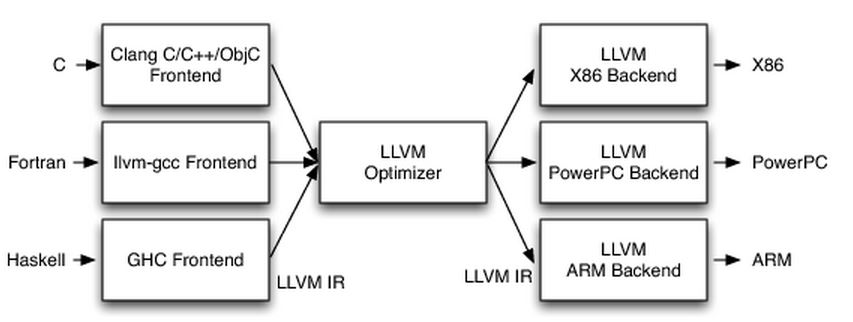 C
Clang C/C++/ObjC
Frontend
LLVM
X86 Backend
X86
Fortran
llvm-gcc Frontend
LLVM
Optimizer
LLVM
PowerPC Backend
PowerPC
Haskell
GHC Frontend
LLVM IR
LLVM IR
LLVM
ARM Backend
ARM